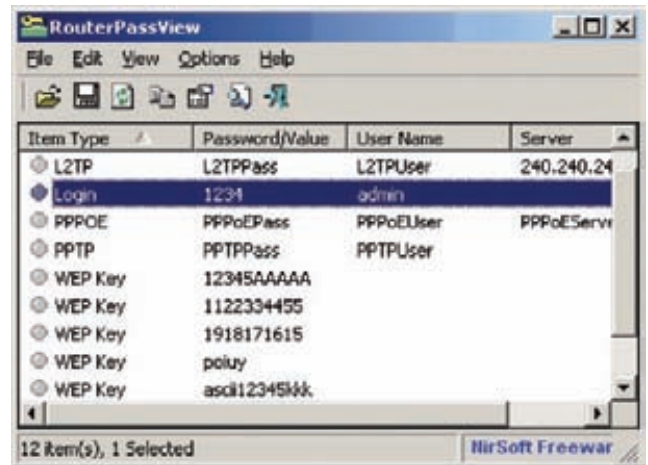 RouterPassView
File Edit View Options Help
Item Type Password/Value User Name Server
L2TP L2TPPass L2TPUser 240.240.24
Login 1234 admin
PPPOE PPPoEPass PPPoEUser PPPoEServe
PPTP PPTPPass PPTPUser
WEP Key 12345AAAAA
WEP Key 1122334455
WEP Key 1918171615
WEP Key poiuy
WEP Key ascii12345kkk
12 item(s), 1 Selected NirSoft Freewar